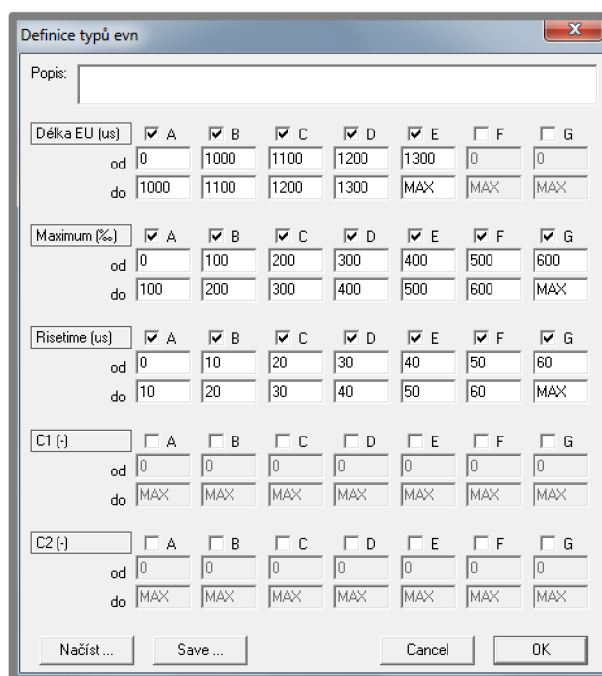 Definice typů evn
Popis:
Délka EU (us) A B C D E F G
od 0 1000 1100 1200 1300 0 0
do 1000 1100 1200 1300 MAX MAX MAX
Maximum (‰) A B C D E F G
od 0 100 200 300 400 500 600
do 100 200 300 400 500 600 MAX
Risetime (us) A B C D E F G
od 0 10 20 30 40 50 60
do 10 20 30 40 50 60 MAX
C1 (-) A B C D E F G
od 0 0 0 0 0 0 0
do MAX MAX MAX MAX MAX MAX MAX
C2 (-) A B C D E F G
od 0 0 0 0 0 0 0
do MAX MAX MAX MAX MAX MAX MAX
Načíst ... Save ... Cancel OK